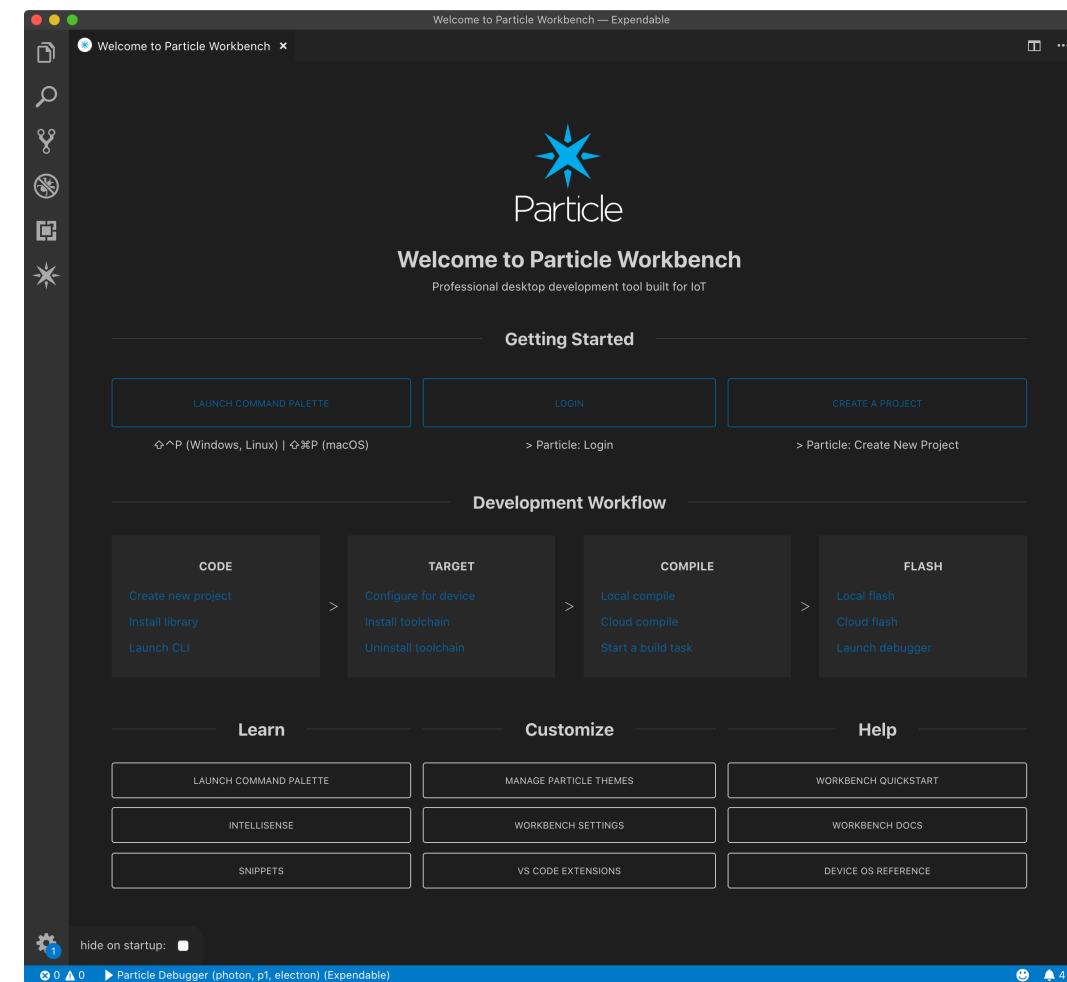 Welcome to Particle Workbench — Expendable
Welcome to Particle Workbench ×
Particle
Welcome to Particle Workbench
Professional desktop development tool built for IoT
Getting Started
LAUNCH COMMAND PALETTE
LOGIN
CREATE A PROJECT
⇧^P (Windows, Linux) | ⇧⌘P (macOS)
> Particle: Login
> Particle: Create New Project
Development Workflow
CODE
Create new project
Install library
Launch CLI
>
TARGET
Configure for device
Install toolchain
Uninstall toolchain
>
COMPILE
Local compile
Cloud compile
Start a build task
>
FLASH
Local flash
Cloud flash
Launch debugger
Learn
LAUNCH COMMAND PALETTE
INTELLISENSE
SNIPPETS
Customize
MANAGE PARTICLE THEMES
WORKBENCH SETTINGS
VS CODE EXTENSIONS
Help
WORKBENCH QUICKSTART
WORKBENCH DOCS
DEVICE OS REFERENCE
1
hide on startup:
0 0 Particle Debugger (photon, p1, electron) (Expendable) 4